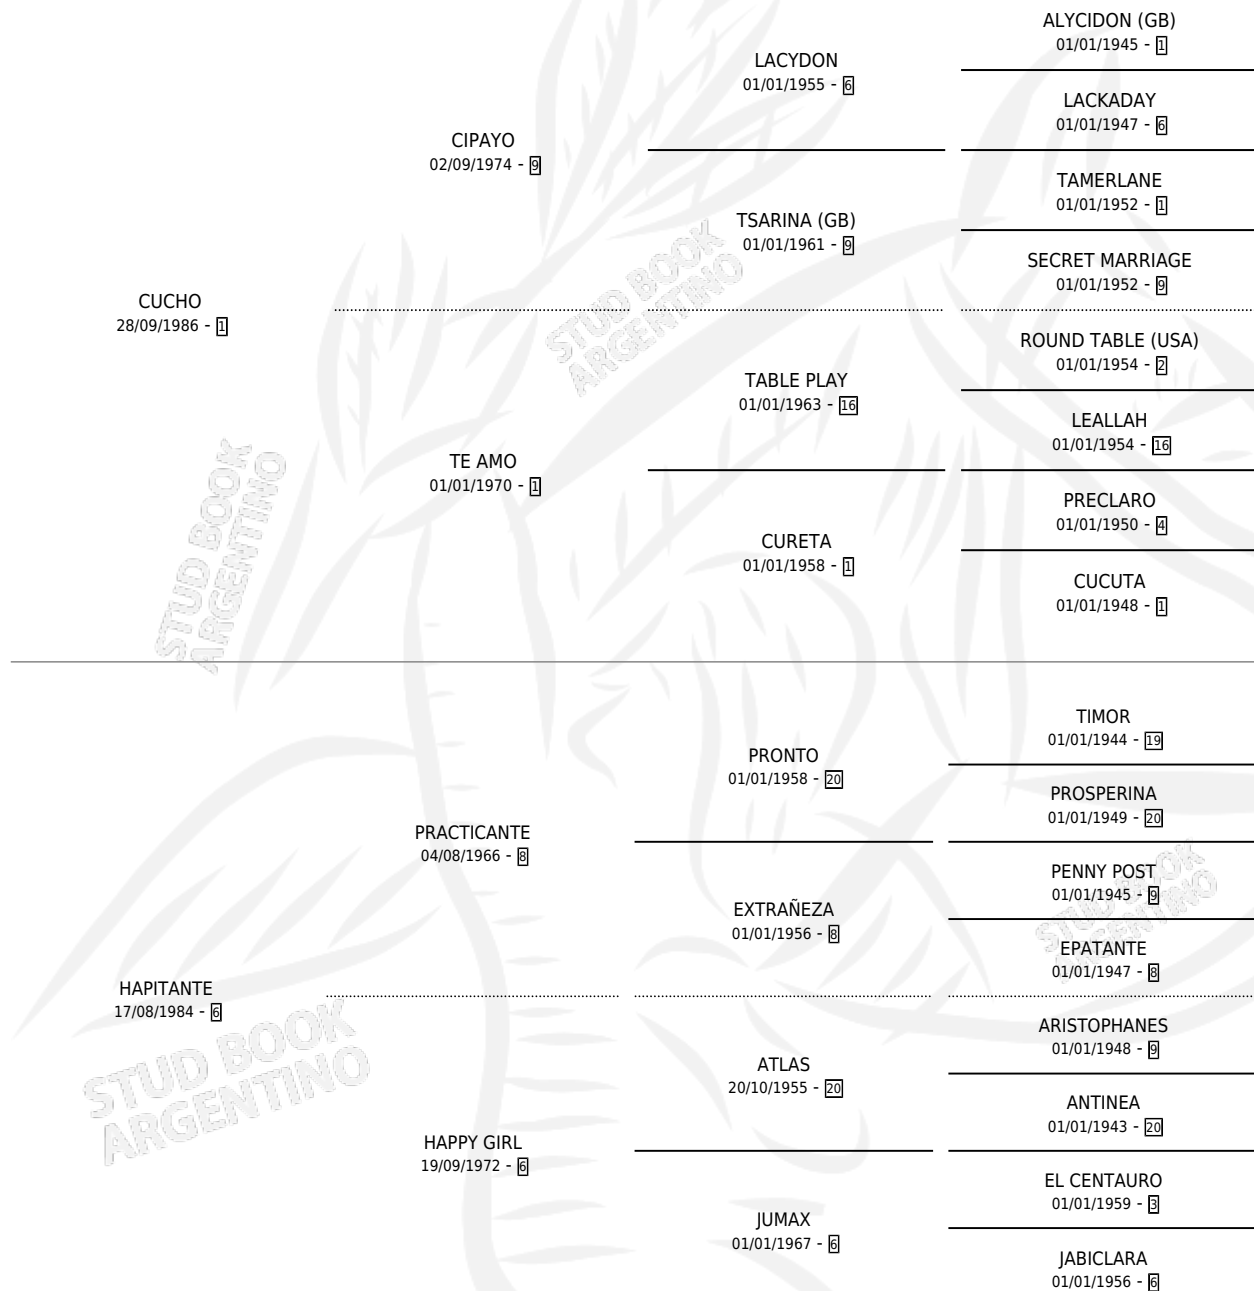 ALYCIDON (GB)
01/01/1945 - 1
LACYDON
01/01/1955 - 6
LACKADAY
01/01/1947 - 6
CIPAYO
02/09/1974 - 9
TAMERLANE
01/01/1952 - 1
TSARINA (GB)
01/01/1961 - 9
SECRET MARRIAGE
01/01/1952 - 9
CUCHO
28/09/1986 - 1
STUD BOOK
ARGENTINO
ROUND TABLE (USA)
01/01/1954 - 2
TABLE PLAY
01/01/1963 - 16
LEALLAH
01/01/1954 - 16
TE AMO
01/01/1970 - 1
PRECLARO
01/01/1950 - 4
CURETA
01/01/1958 - 1
CUCUTA
01/01/1948 - 1
STUD BOOK
ARGENTINO
TIMOR
01/01/1944 - 19
PRONTO
01/01/1958 - 20
PROSPERINA
01/01/1949 - 20
PRACTICANTE
04/08/1966 - 8
PENNY POST
01/01/1945 - 9
EXTRAÑEZA
01/01/1956 - 8
EPATANTE
01/01/1947 - 8
STUD BOOK
ARGENTINO
HAPITANTE
17/08/1984 - 6
ARISTOPHANES
01/01/1948 - 9
ATLAS
20/10/1955 - 20
ANTINEA
01/01/1943 - 20
STUD BOOK
ARGENTINO
HAPPY GIRL
19/09/1972 - 6
EL CENTAURO
01/01/1959 - 3
JUMAX
01/01/1967 - 6
JABICLARA
01/01/1956 - 6